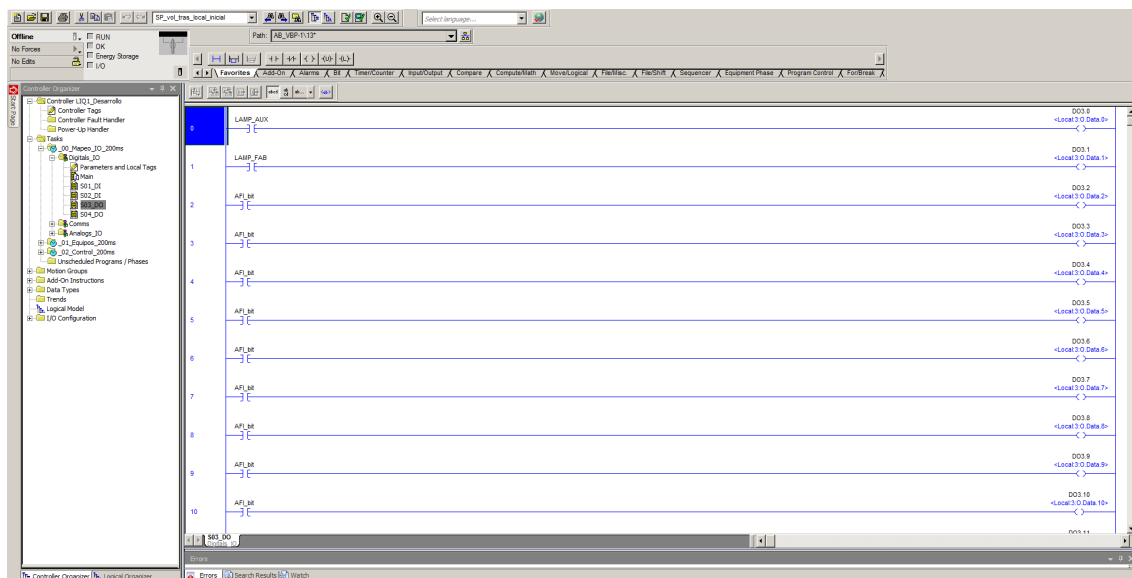 SP_vol_tras_local_inicial
Select language...
Offline
RUN
Path: AB_VBP-1\13*
No Forces
OK
No Edits
Energy Storage
I/O
Favorites
Add-On
Alarms
Bit
Timer/Counter
Input/Output
Compare
Compute/Math
Move/Logical
File/Misc.
File/Shift
Sequencer
Equipment Phase
Program Control
For/Break
Start Page
Controller Organizer
Controller LIQ1_Desarrollo
Controller Tags
Controller Fault Handler
Power-Up Handler
Tasks
_00_Mapeo_IO_200ms
Digitals_IO
Parameters and Local Tags
Main
S01_DI
S02_DI
S03_DO
S04_DO
Comms
Analogs_IO
_01_Equipos_200ms
_02_Control_200ms
Unscheduled Programs / Phases
Motion Groups
Add-On Instructions
Data Types
Trends
Logical Model
I/O Configuration
0
LAMP_AUX
DO3.0
<Local:3:O.Data.0>
1
LAMP_FAB
DO3.1
<Local:3:O.Data.1>
2
AFI_bit
DO3.2
<Local:3:O.Data.2>
3
AFI_bit
DO3.3
<Local:3:O.Data.3>
4
AFI_bit
DO3.4
<Local:3:O.Data.4>
5
AFI_bit
DO3.5
<Local:3:O.Data.5>
6
AFI_bit
DO3.6
<Local:3:O.Data.6>
7
AFI_bit
DO3.7
<Local:3:O.Data.7>
8
AFI_bit
DO3.8
<Local:3:O.Data.8>
9
AFI_bit
DO3.9
<Local:3:O.Data.9>
10
AFI_bit
DO3.10
<Local:3:O.Data.10>
DO3.11
S03_DO
Digitals_IO
Errors
Controller Organizer
Logical Organizer
Errors
Search Results
Watch